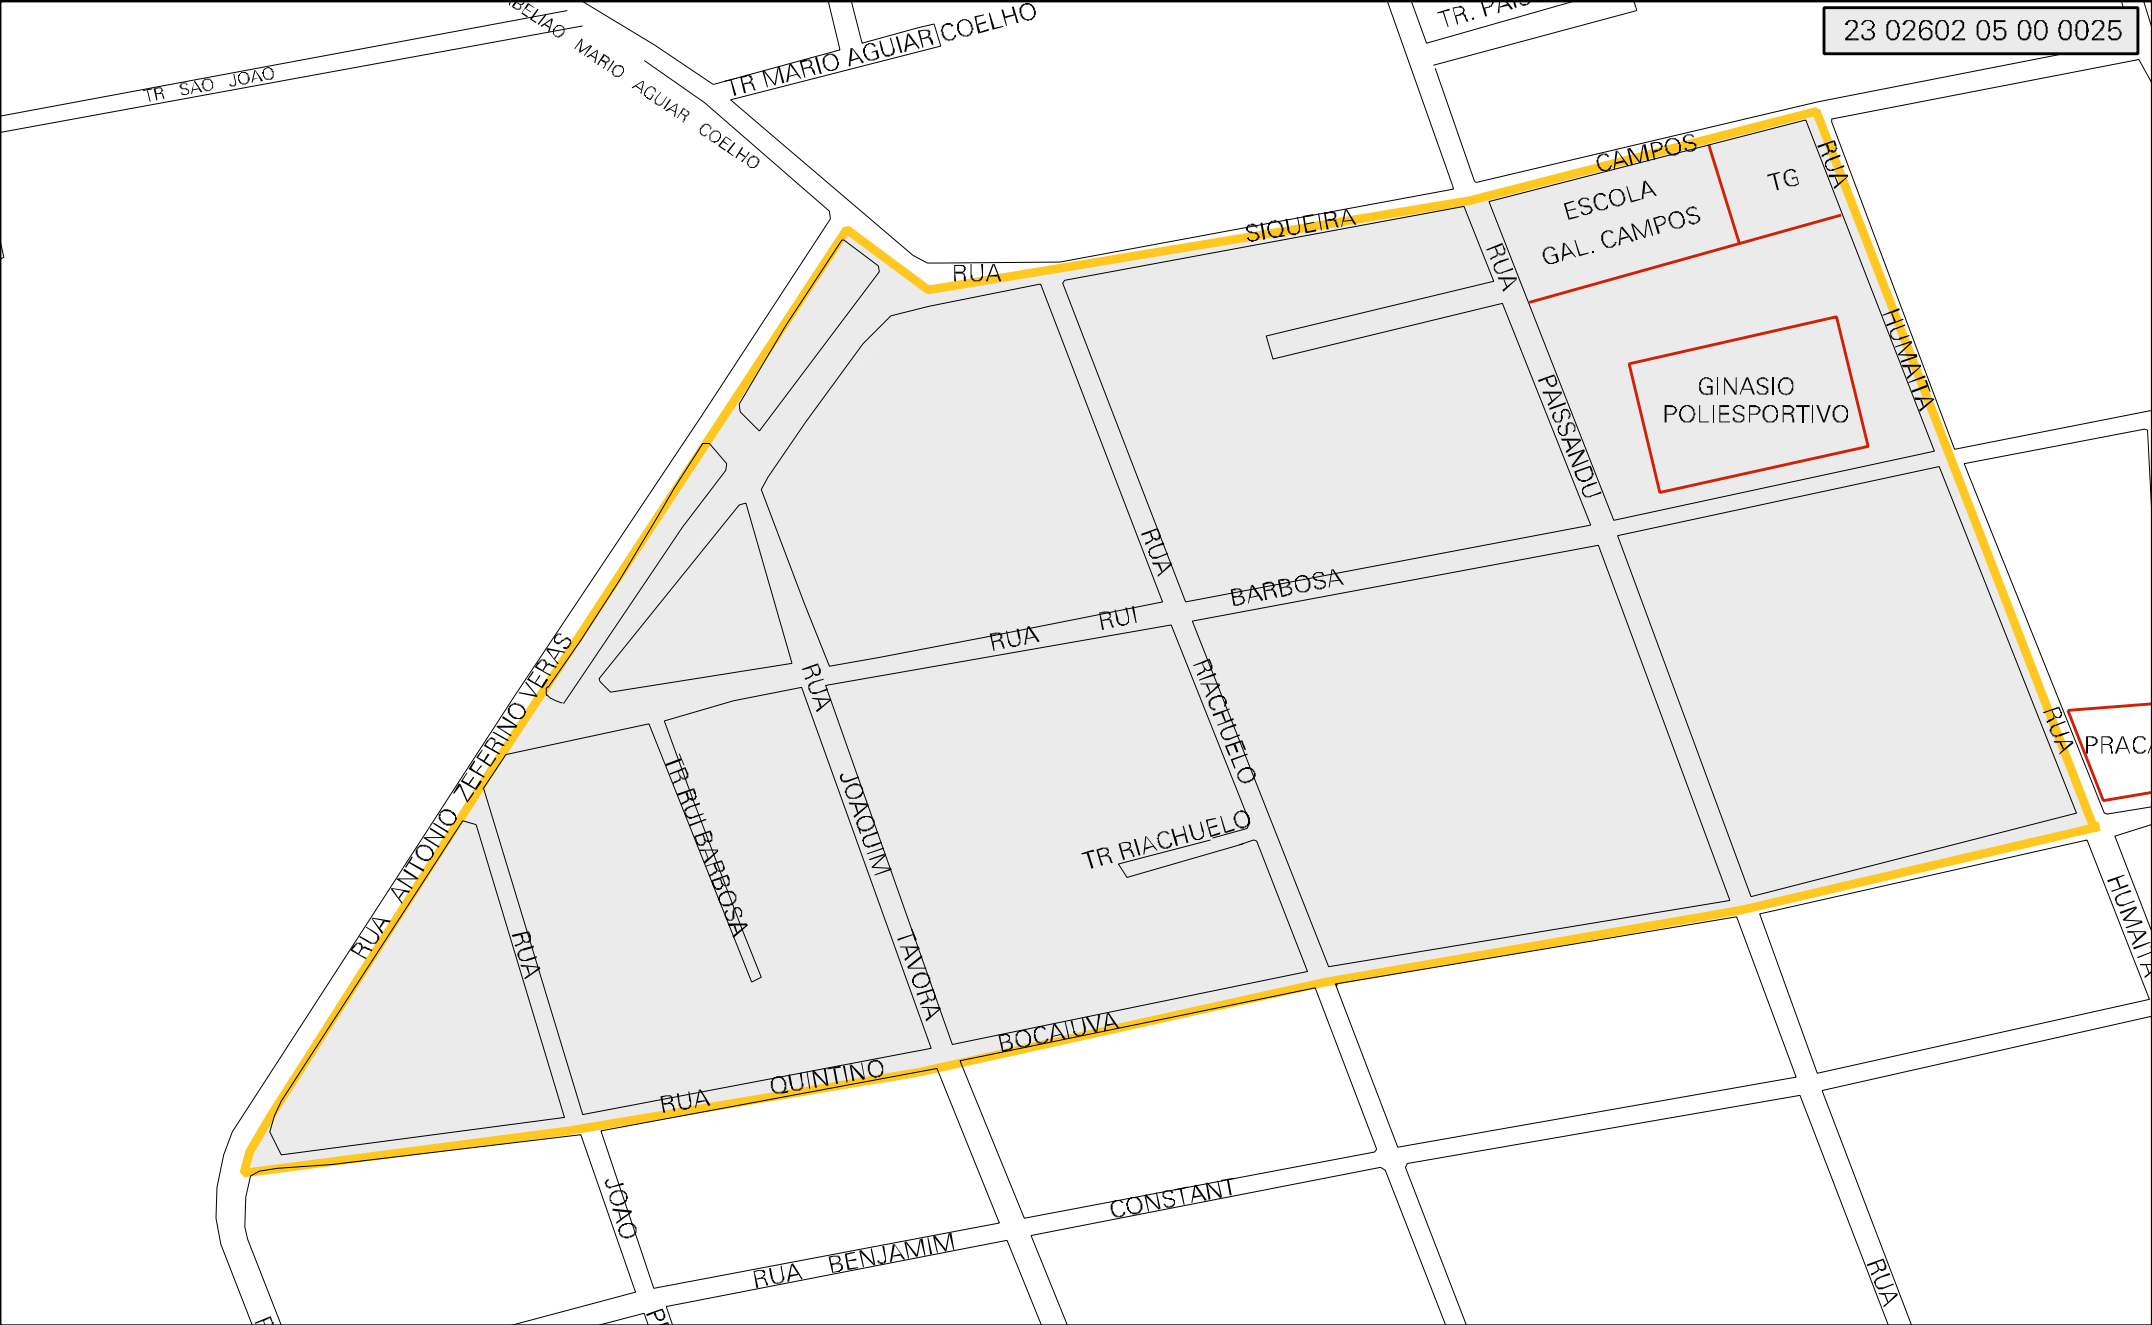 23 02602 05 00 0025
TR MARIO AGUIAR COELHO
TR SAO JOAO
MARIO AGUIAR COELHO
CAMPOS
RUA
TG
ESCOLA
GAL. CAMPOS
SIQUEIRA
RUA
RUA
HUMAITA
GINASIO
POLIESPORTIVO
PAISSANDU
RUA
BARBOSA
RUI
RUA
RUA ANTONIO ZEFERINO VERAS
RUA
RIACHUELO
RUA
PRACA
TR RUI BARBOSA
JOAQUIM
TR RIACHUELO
HUMAITA
RUA
TAVORA
BOCAIUVA
QUINTINO
RUA
JOAO
CONSTANT
BENJAMIM
RUA
RUA